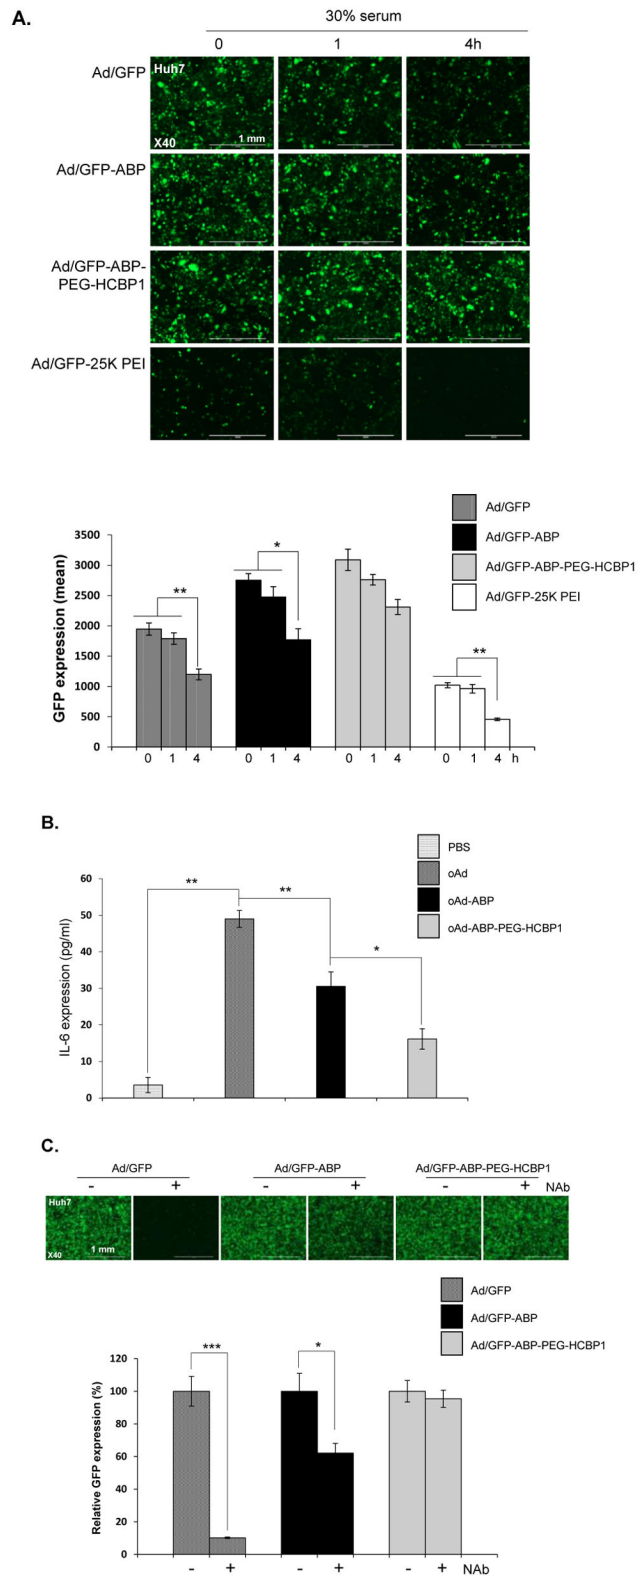 A.
30% serum
0 1 4h
Ad/GFP
Huh7
X40
1 mm
Ad/GFP-ABP
Ad/GFP-ABP-
PEG-HCBP1
Ad/GFP-25K PEI
Ad/GFP
Ad/GFP-ABP
Ad/GFP-ABP-PEG-HCBP1
Ad/GFP-25K PEI
GFP expression (mean)
3500
3000
2500
2000
1500
1000
500
0
**
*
**
0 1 4 0 1 4 0 1 4 0 1 4 h
B.
PBS
oAd
oAd-ABP
oAd-ABP-PEG-HCBP1
IL-6 expression (pg/ml)
60
50
40
30
20
10
0
**
**
*
C.
Ad/GFP Ad/GFP-ABP Ad/GFP-ABP-PEG-HCBP1
- + - + - + NAb
Huh7
X40
1 mm
Ad/GFP
Ad/GFP-ABP
Ad/GFP-ABP-PEG-HCBP1
Relative GFP expression (%)
120
100
80
60
40
20
0
***
*
- + - + - + NAb